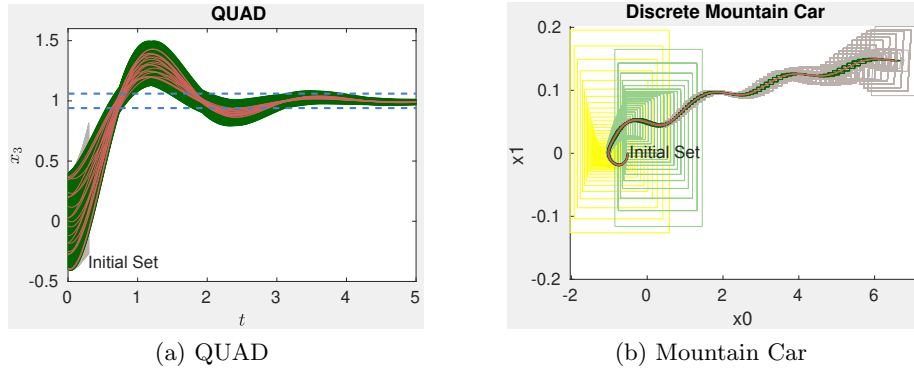 QUAD
1.5
1
x₃
0.5
0
-0.5
Initial Set
0
1
2
3
4
5
t
(a) QUAD
Discrete Mountain Car
0.2
0.1
x1
0
-0.1
-0.2
Initial Set
-2
0
2
4
6
x0
(b) Mountain Car